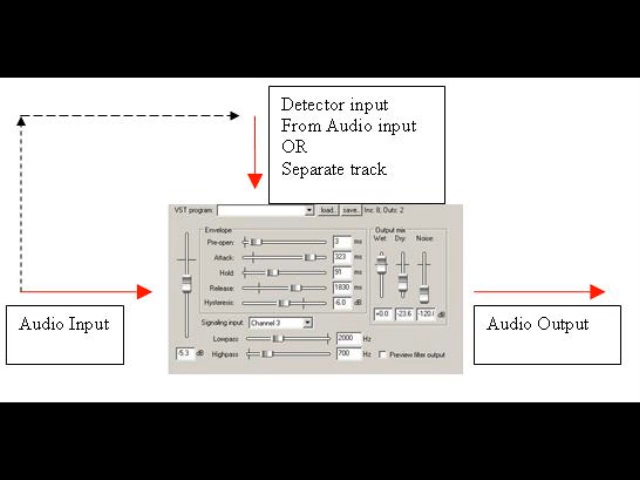 Detector input
From Audio input
OR
Separate track
VST program:
load..
save..
Ins: 8, Outs: 2
Envelope
Pre-open: 3 ms
Attack: 323 ms
Hold: 91 ms
Release: 1830 ms
Hysteresis: -6.0 dB
Output mix
Wet: Dry: Noise:
+0.0 -23.6 -120.( dB
Signaling input: Channel 3
Lowpass: 2000 Hz
-5.3 dB Highpass: 700 Hz Preview filter output
Audio Input
Audio Output